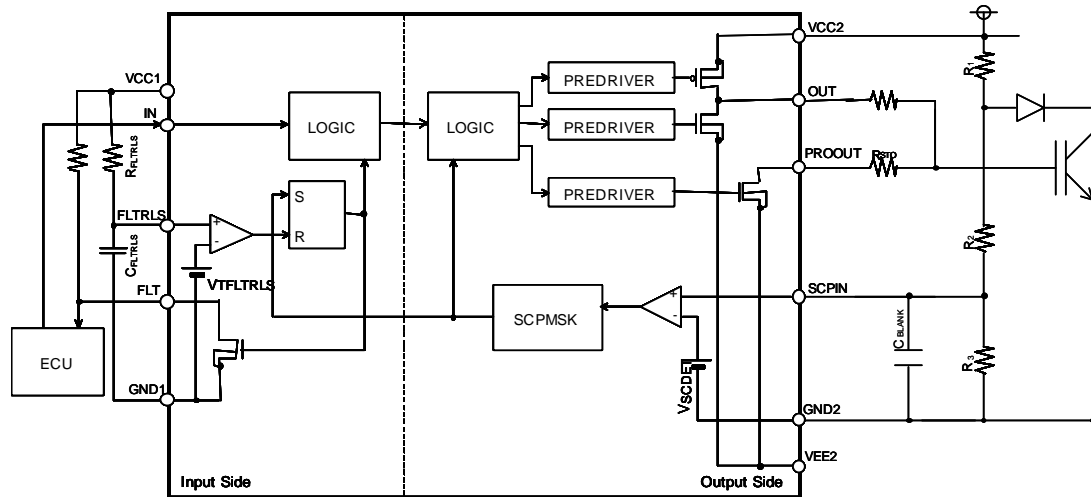 VCC1
IN
RFLTRLS
FLTRLS
CFLTRLS
FLT
ECU
GND1
LOGIC
S
R
+
-
VTFLTRLS
Input Side
LOGIC
PREDRIVER
PREDRIVER
PREDRIVER
SCPMSK
+
-
VSCDET
Output Side
VCC2
OUT
PROOUT
SCPIN
GND2
VEE2
R1
RSTO
R2
CBLANK
R3